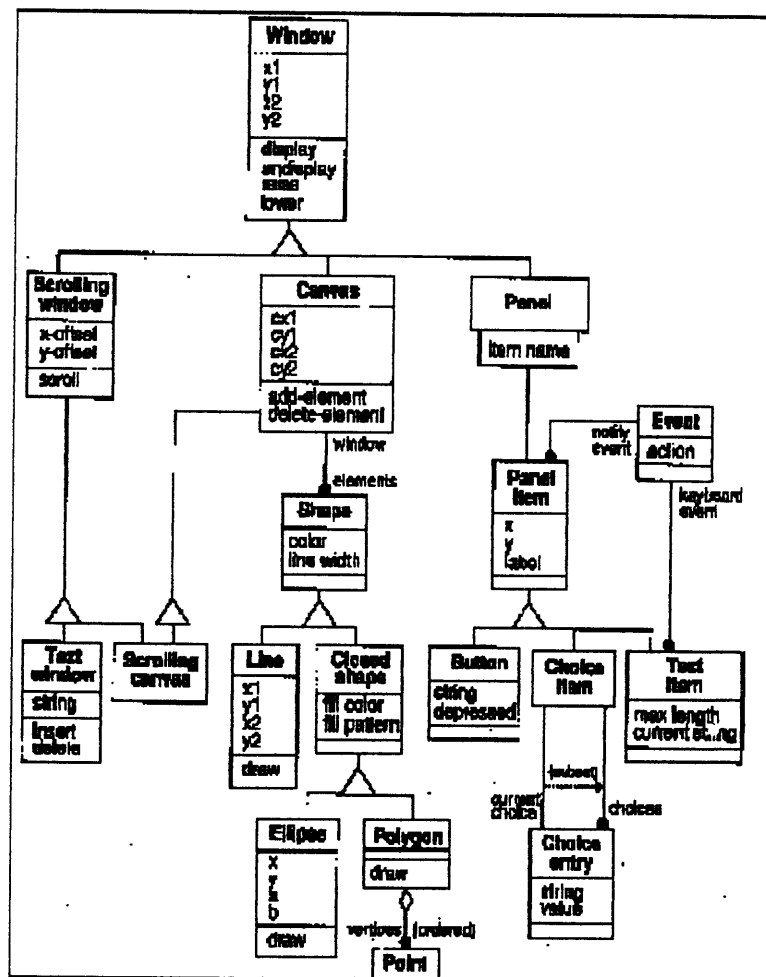 Window
x1
y1
x2
y2
display
undisplay
raise
lower
Scrolling
window
x-offset
y-offset
scroll
Canvas
cx1
cy1
cx2
cy2
add-element
delete-element
Panel
item name
window
elements
notify
event
Event
action
keyboard
event
Shape
color
line width
Panel
item
x
y
label
Text
window
string
insert
delete
Scrolling
canvas
Line
x1
y1
x2
y2
draw
Closed
shape
fill color
fill pattern
Button
string
depressed
Choice
item
Text
item
max length
current string
{subset}
current
choice
choices
Ellipse
x
y
b
draw
Polygon
draw
Choice
entry
string
value
vertices {ordered}
Point